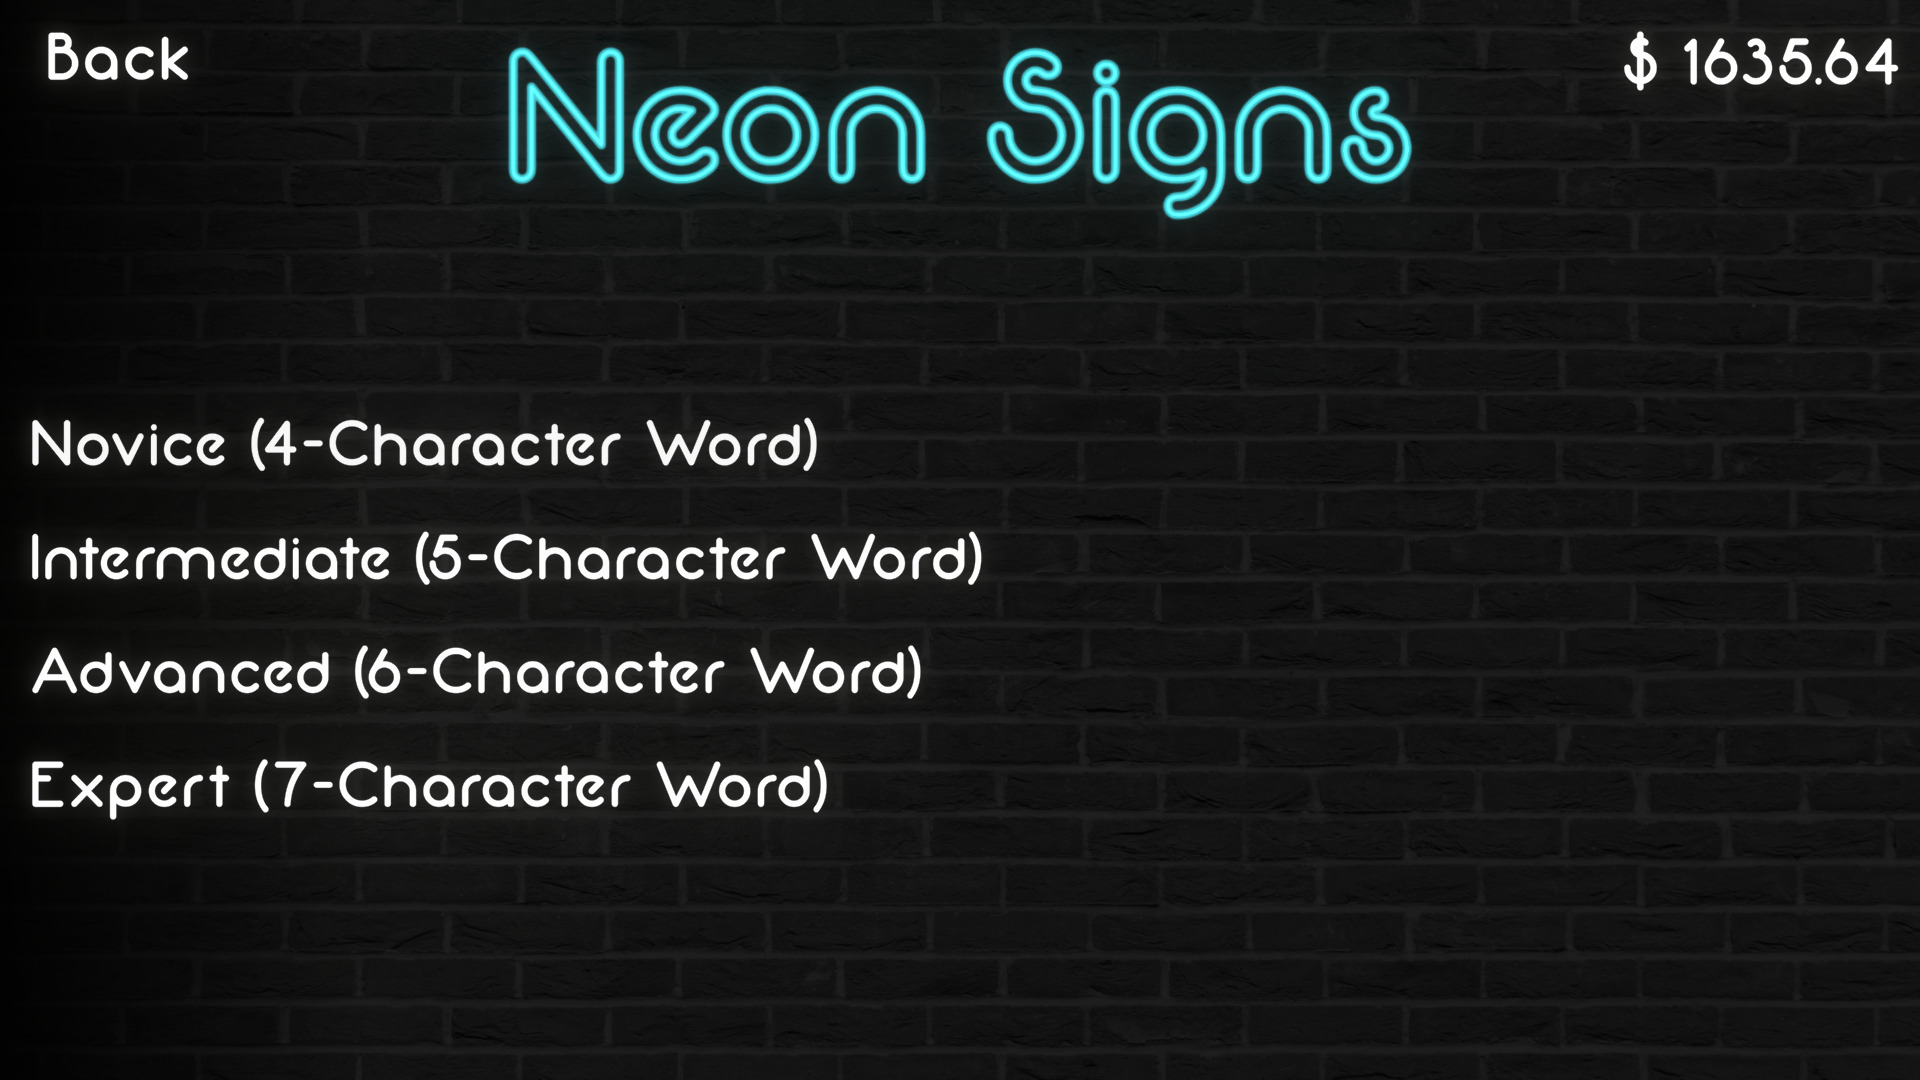 Back
Neon Signs
$ 1635.64
Novice (4-Character Word)
Intermediate (5-Character Word)
Advanced (6-Character Word)
Expert (7-Character Word)